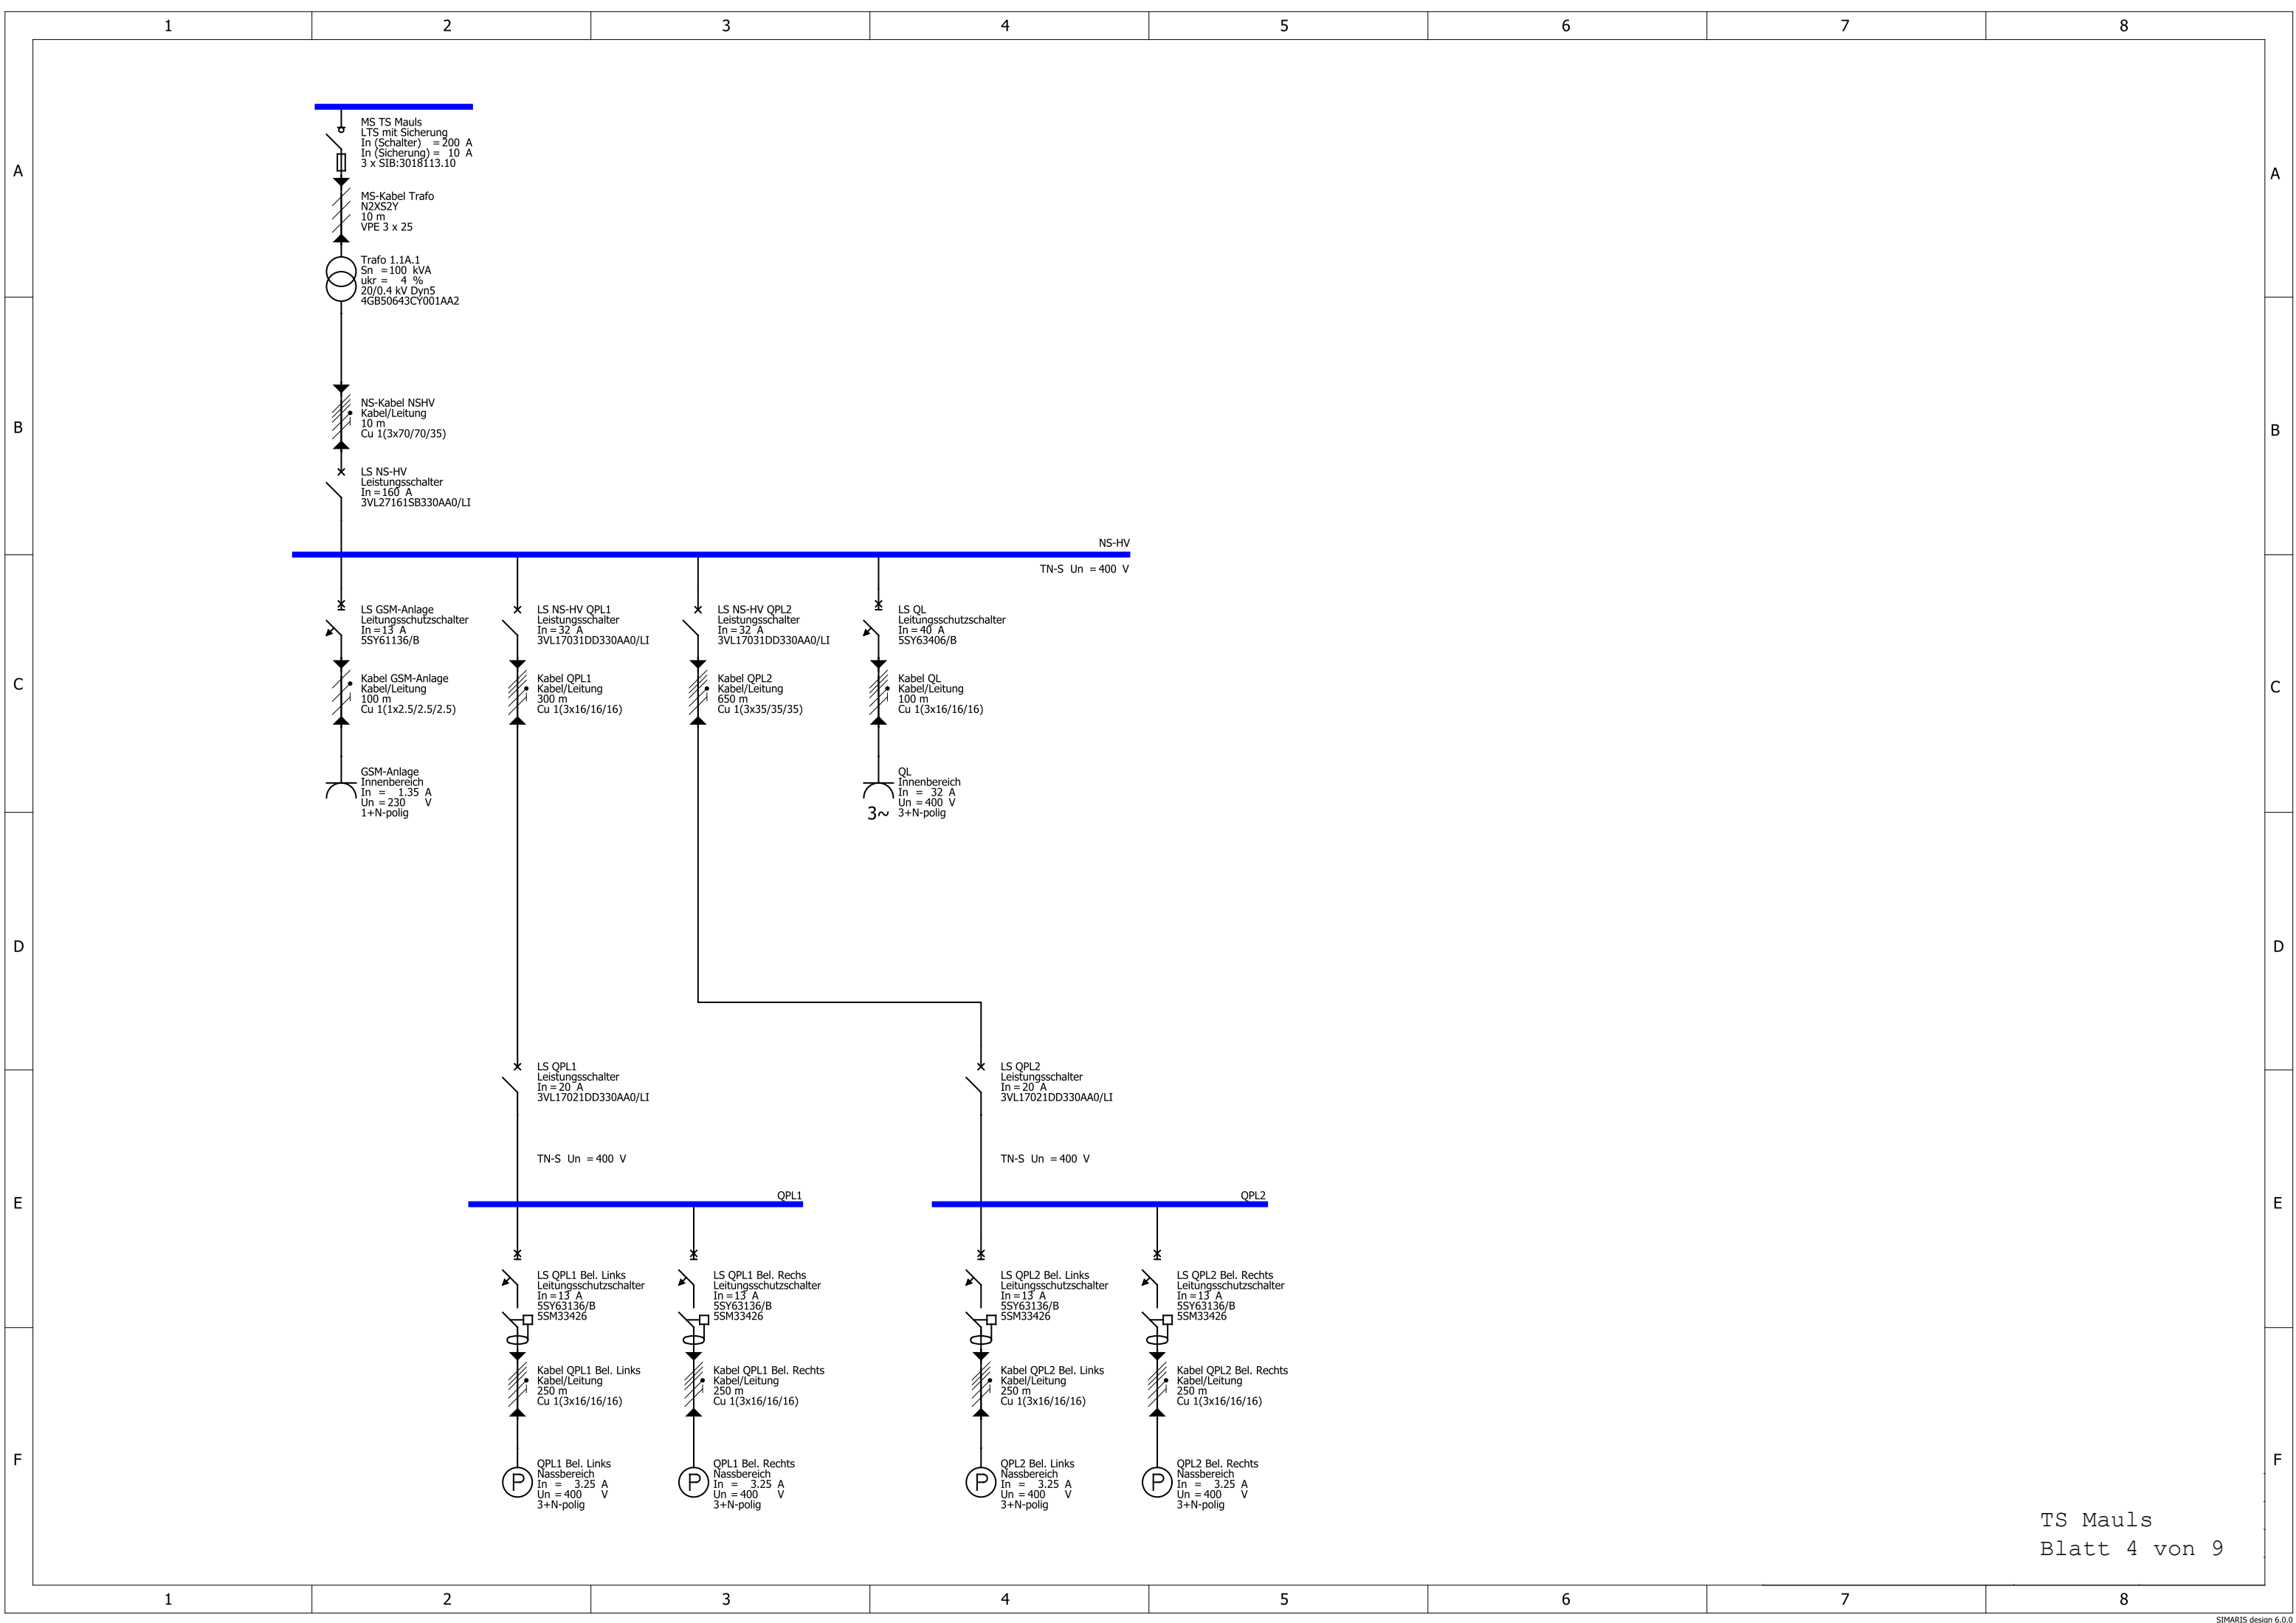 1 2 3 4 5 6 7 8
A
A
MS TS Mauls
LTS mit Sicherung
In (Schalter) = 200 A
In (Sicherung) = 10 A
3 x SIB:3018113.10
MS-Kabel Trafo
N2XS2Y
10 m
VPE 3 x 25
Trafo 1.1A.1
Sn = 100 kVA
ukr = 4 %
20/0.4 kV Dyn5
4GB50643CY001AA2
B
B
NS-Kabel NSHV
Kabel/Leitung
10 m
Cu 1(3x70/70/35)
LS NS-HV
Leistungsschalter
In = 160 A
3VL27161SB330AA0/LI
NS-HV
TN-S Un = 400 V
C
C
LS GSM-Anlage
Leitungsschutzschalter
In = 13 A
5SY61136/B
LS NS-HV QPL1
Leistungsschalter
In = 32 A
3VL17031DD330AA0/LI
LS NS-HV QPL2
Leistungsschalter
In = 32 A
3VL17031DD330AA0/LI
LS QL
Leitungsschutzschalter
In = 40 A
5SY63406/B
Kabel GSM-Anlage
Kabel/Leitung
100 m
Cu 1(1x2.5/2.5/2.5)
Kabel QPL1
Kabel/Leitung
300 m
Cu 1(3x16/16/16)
Kabel QPL2
Kabel/Leitung
650 m
Cu 1(3x35/35/35)
Kabel QL
Kabel/Leitung
100 m
Cu 1(3x16/16/16)
GSM-Anlage
Innenbereich
In = 1.35 A
Un = 230 V
1+N-polig
3~
QL
Innenbereich
In = 32 A
Un = 400 V
3+N-polig
D
D
LS QPL1
Leistungsschalter
In = 20 A
3VL17021DD330AA0/LI
LS QPL2
Leistungsschalter
In = 20 A
3VL17021DD330AA0/LI
TN-S Un = 400 V
TN-S Un = 400 V
E
E
QPL1
QPL2
LS QPL1 Bel. Links
Leitungsschutzschalter
In = 13 A
5SY63136/B
5SM33426
LS QPL1 Bel. Rechs
Leitungsschutzschalter
In = 13 A
5SY63136/B
5SM33426
LS QPL2 Bel. Links
Leitungsschutzschalter
In = 13 A
5SY63136/B
5SM33426
LS QPL2 Bel. Rechts
Leitungsschutzschalter
In = 13 A
5SY63136/B
5SM33426
Kabel QPL1 Bel. Links
Kabel/Leitung
250 m
Cu 1(3x16/16/16)
Kabel QPL1 Bel. Rechts
Kabel/Leitung
250 m
Cu 1(3x16/16/16)
Kabel QPL2 Bel. Links
Kabel/Leitung
250 m
Cu 1(3x16/16/16)
Kabel QPL2 Bel. Rechts
Kabel/Leitung
250 m
Cu 1(3x16/16/16)
F
F
P
QPL1 Bel. Links
Nassbereich
In = 3.25 A
Un = 400 V
3+N-polig
P
QPL1 Bel. Rechts
Nassbereich
In = 3.25 A
Un = 400 V
3+N-polig
P
QPL2 Bel. Links
Nassbereich
In = 3.25 A
Un = 400 V
3+N-polig
P
QPL2 Bel. Rechts
Nassbereich
In = 3.25 A
Un = 400 V
3+N-polig
TS Mauls
Blatt 4 von 9
1 2 3 4 5 6 7 8
SIMARIS design 6.0.0